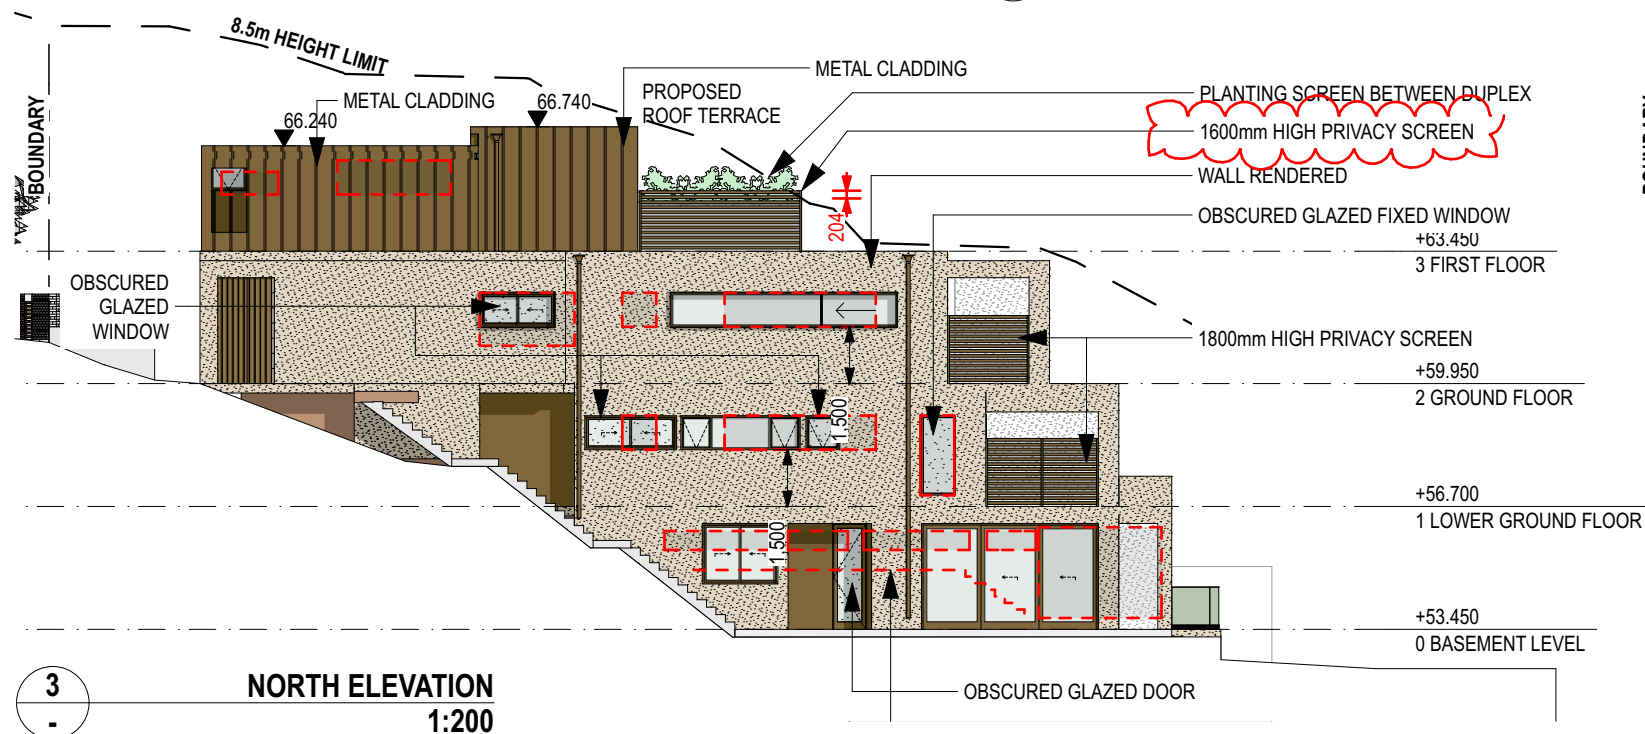 8.5m HEIGHT LIMIT
METAL CLADDING
PLANTING SCREEN BETWEEN DUPLEX
METAL CLADDING
66.740
PROPOSED
ROOF TERRACE
66.240
1600mm HIGH PRIVACY SCREEN
BOUNDARY
WALL RENDERED
204
OBSCURED GLAZED FIXED WINDOW
+63.450
3 FIRST FLOOR
OBSCURED
GLAZED
WINDOW
1800mm HIGH PRIVACY SCREEN
+59.950
2 GROUND FLOOR
1.500
+56.700
1 LOWER GROUND FLOOR
1.500
+53.450
0 BASEMENT LEVEL
OBSCURED GLAZED DOOR
3
-
NORTH ELEVATION
1:200